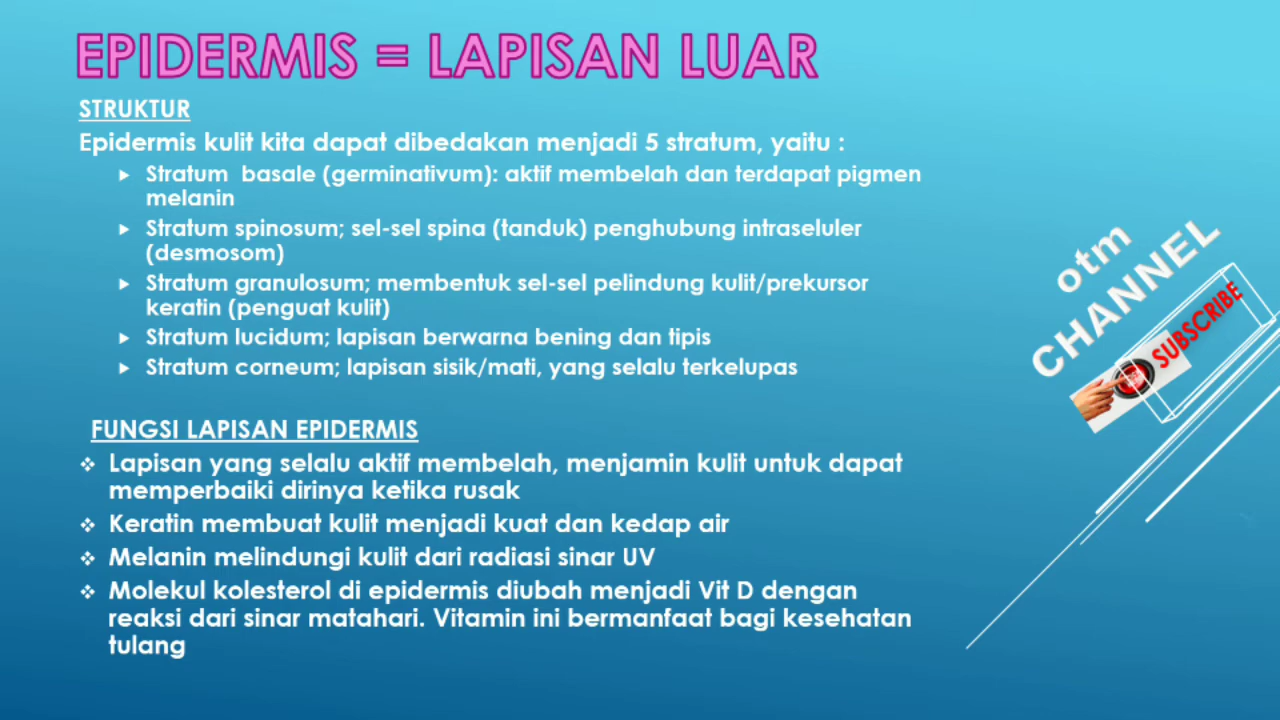 EPIDERMIS = LAPISAN LUAR
STRUKTUR
Epidermis kulit kita dapat dibedakan menjadi 5 stratum, yaitu :
Stratum basale (germinativum): aktif membelah dan terdapat pigmen
melanin
Stratum spinosum; sel-sel spina (tanduk) penghubung intraseluler
(desmosom)
Stratum granulosum; membentuk sel-sel pelindung kulit/prekursor
keratin (penguat kulit)
Stratum lucidum; lapisan berwarna bening dan tipis
Stratum corneum; lapisan sisik/mati, yang selalu terkelupas
FUNGSI LAPISAN EPIDERMIS
Lapisan yang selalu aktif membelah, menjamin kulit untuk dapat
memperbaiki dirinya ketika rusak
Keratin membuat kulit menjadi kuat dan kedap air
Melanin melindungi kulit dari radiasi sinar UV
Molekul kolesterol di epidermis diubah menjadi Vit D dengan
reaksi dari sinar matahari. Vitamin ini bermanfaat bagi kesehatan
tulang
otm
CHANNEL
SUBSCRIBE